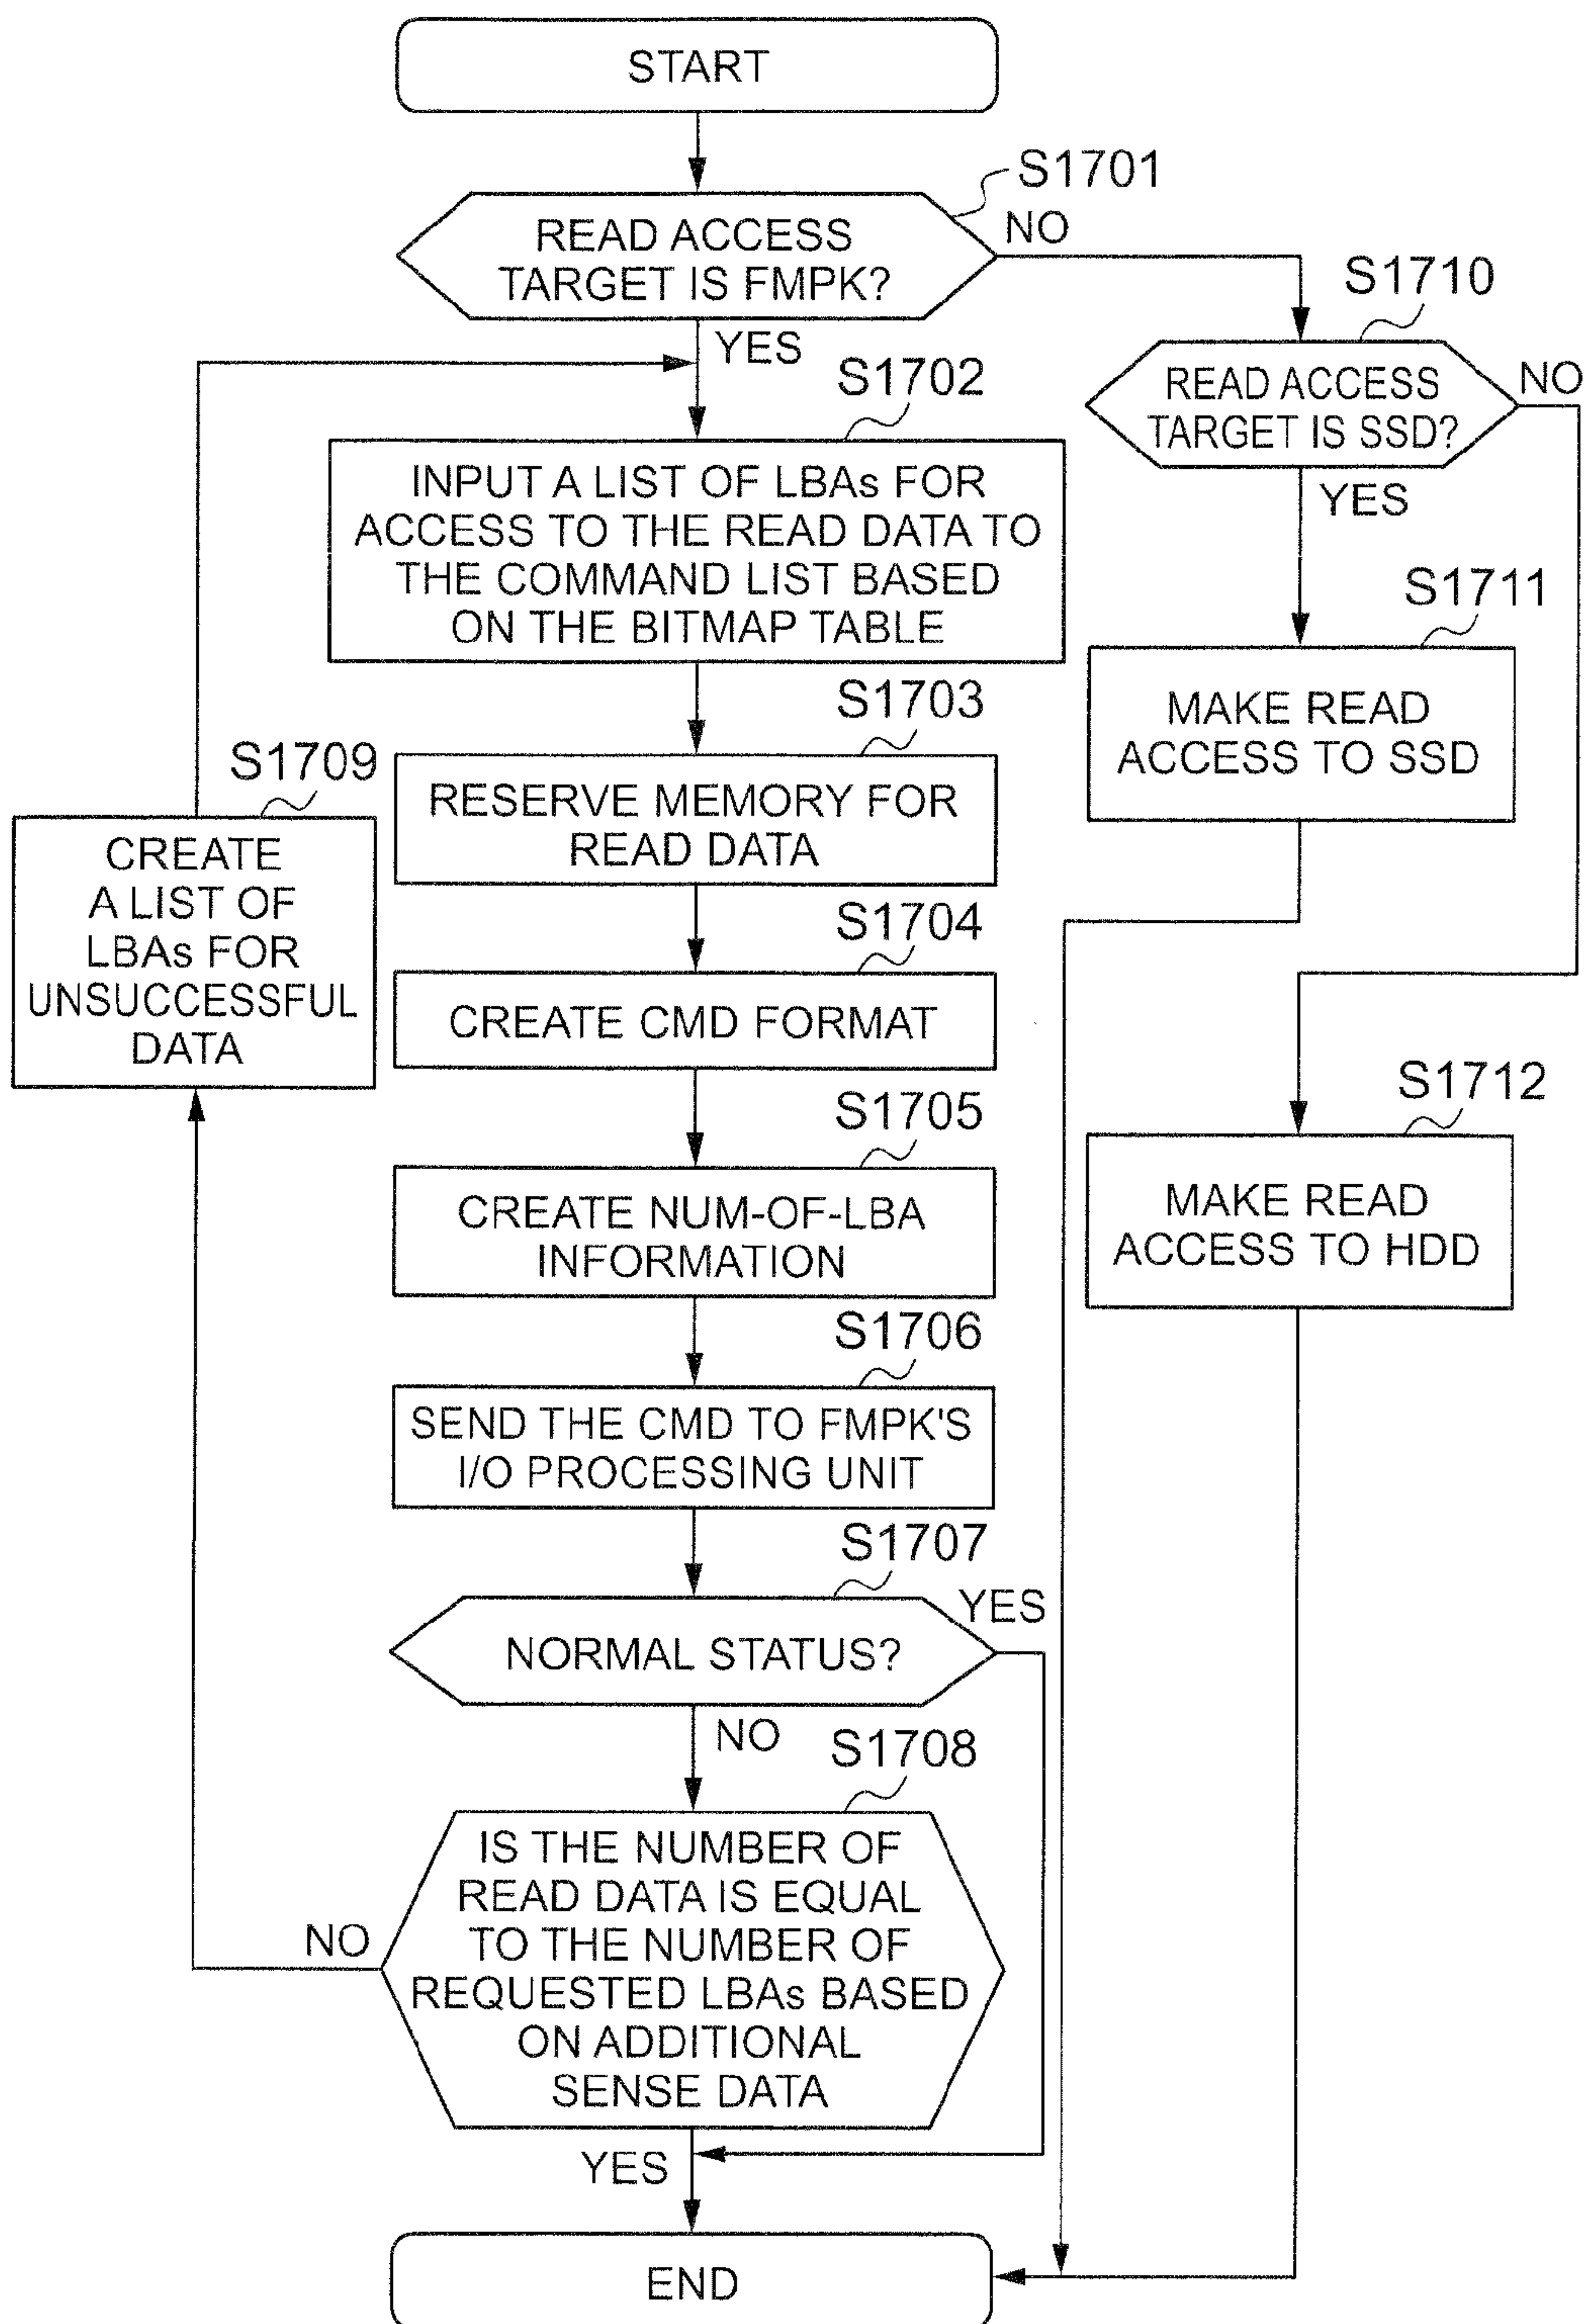 START
S1701
READ ACCESS
TARGET IS FMPK?
NO
YES
S1710
READ ACCESS
TARGET IS SSD?
NO
YES
S1702
INPUT A LIST OF LBAs FOR
ACCESS TO THE READ DATA TO
THE COMMAND LIST BASED
ON THE BITMAP TABLE
S1711
MAKE READ
ACCESS TO SSD
S1703
RESERVE MEMORY FOR
READ DATA
S1709
CREATE
A LIST OF
LBAs FOR
UNSUCCESSFUL
DATA
S1704
CREATE CMD FORMAT
S1705
CREATE NUM-OF-LBA
INFORMATION
S1712
MAKE READ
ACCESS TO HDD
S1706
SEND THE CMD TO FMPK'S
I/O PROCESSING UNIT
S1707
NORMAL STATUS?
YES
NO
S1708
IS THE NUMBER OF
READ DATA IS EQUAL
TO THE NUMBER OF
REQUESTED LBAs BASED
ON ADDITIONAL
SENSE DATA
NO
YES
END